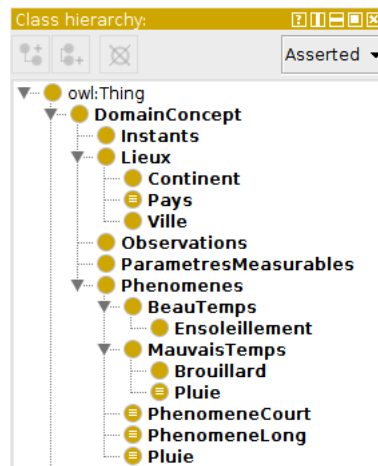 Class hierarchy:
Asserted
owl:Thing
DomainConcept
Instants
Lieux
Continent
Pays
Ville
Observations
ParametresMeasurables
Phenomenes
BeauTemps
Ensoleillement
MauvaisTemps
Brouillard
Pluie
PhenomeneCourt
PhenomeneLong
Pluie